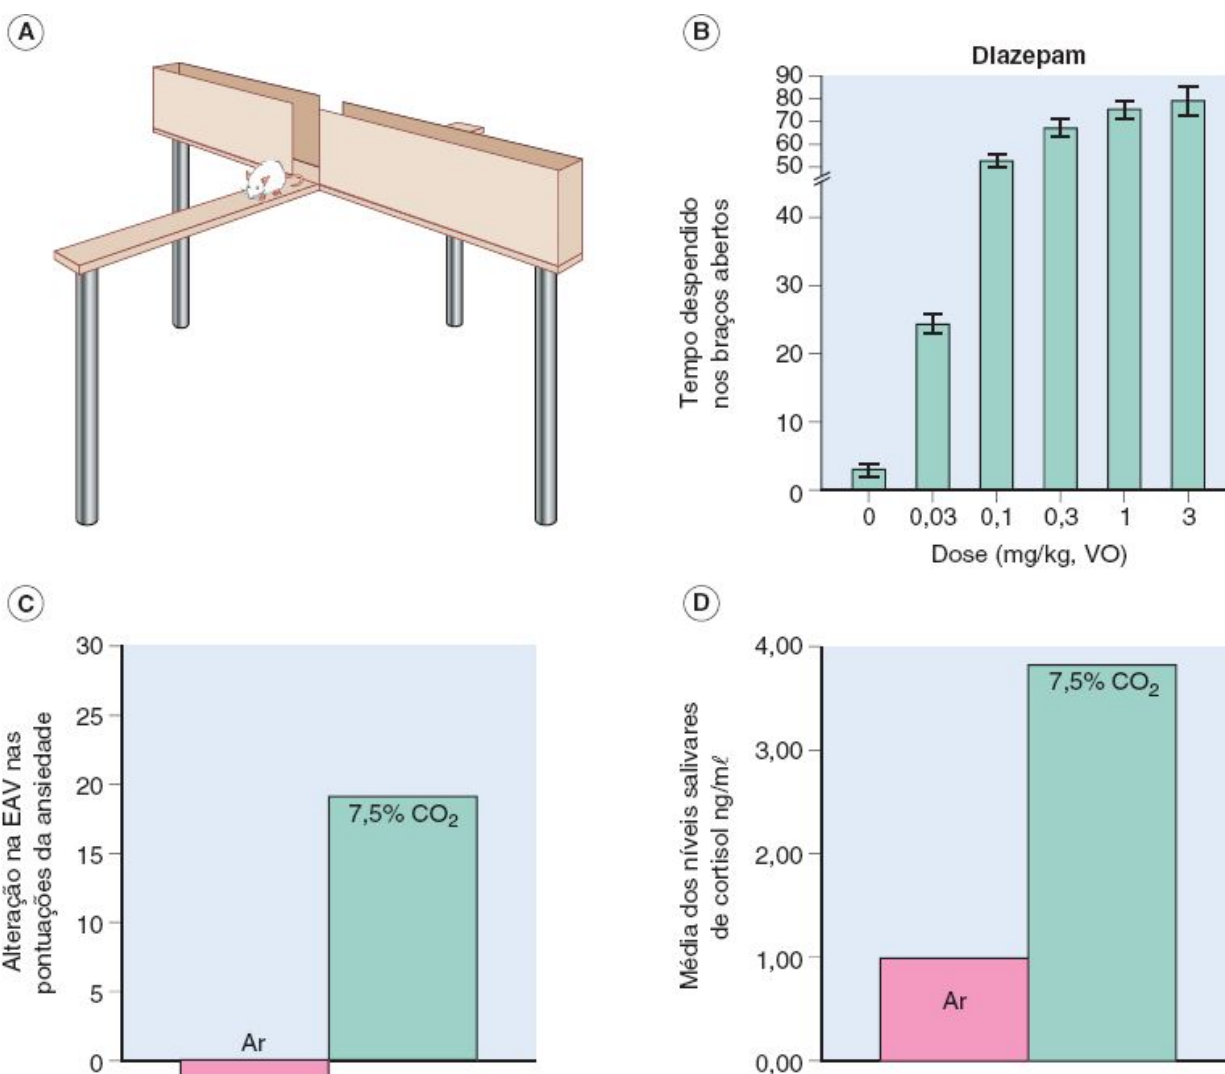 A
B
Diazepam
90
80
70
60
50
40
30
20
10
0
Tempo despendido
nos braços abertos
0 0,03 0,1 0,3 1 3
Dose (mg/kg, VO)
C
30
25
20
15
10
5
0
Alteração na EAV nas
pontuações da ansiedade
Ar
7,5% CO₂
D
4,00
3,00
2,00
1,00
0,00
Média dos níveis salivares
de cortisol ng/mℓ
Ar
7,5% CO₂